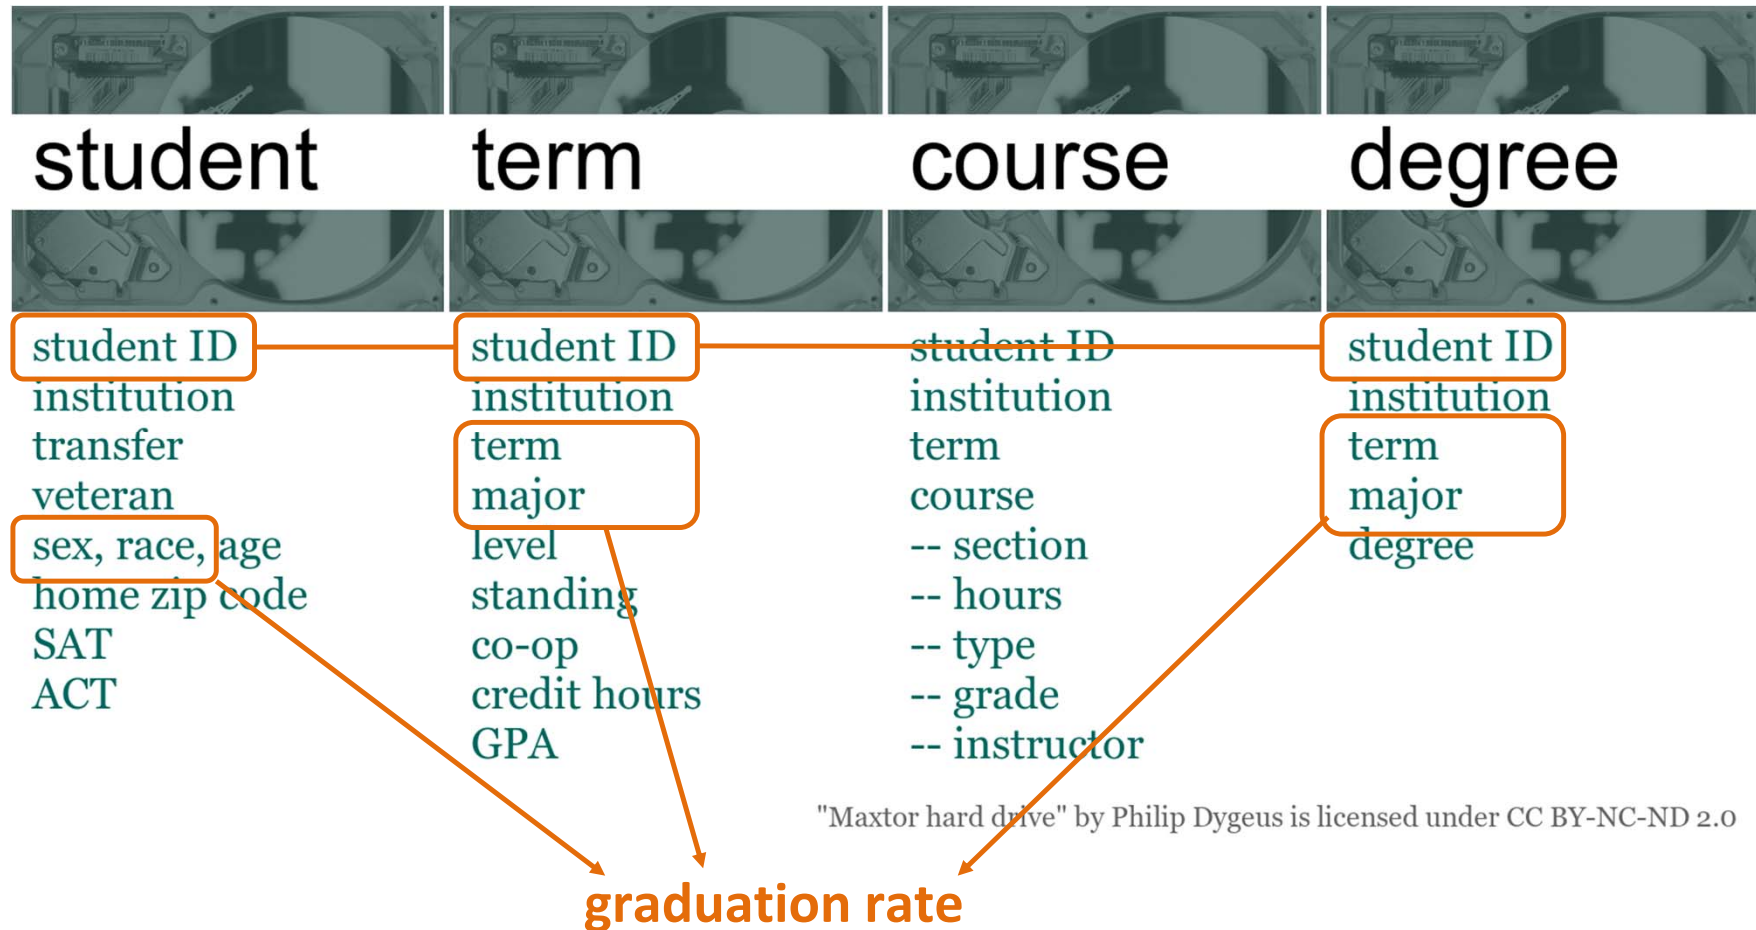 student
term
course
degree
student ID
institution
transfer
veteran
sex, race, age
home zip code
SAT
ACT
student ID
institution
term
major
level
standing
co-op
credit hours
GPA
student ID
institution
term
course
-- section
-- hours
-- type
-- grade
-- instructor
student ID
institution
term
major
degree
"Maxtor hard drive" by Philip Dygeus is licensed under CC BY-NC-ND 2.0
graduation rate